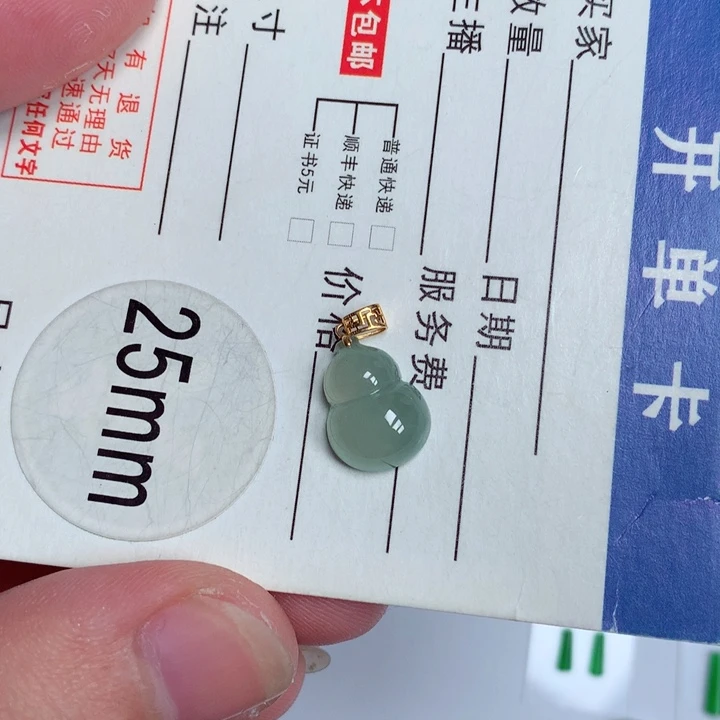 开单卡
买家
数量
主播
不包邮
普通快递
顺丰快递
证书5元
寸
注
日期
服务费
价格
有退货
天无理由
速通过
任何文字
25mm